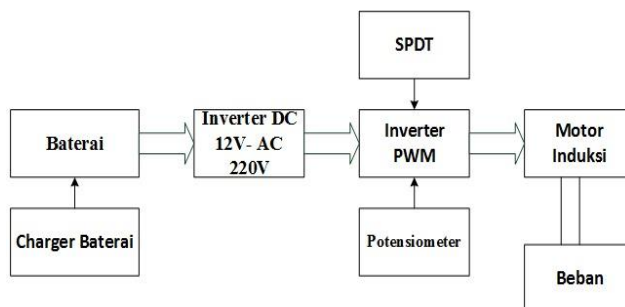 SPDT
Baterai
Inverter DC
12V- AC
220V
Inverter
PWM
Motor
Induksi
Charger Baterai
Potensiometer
Beban